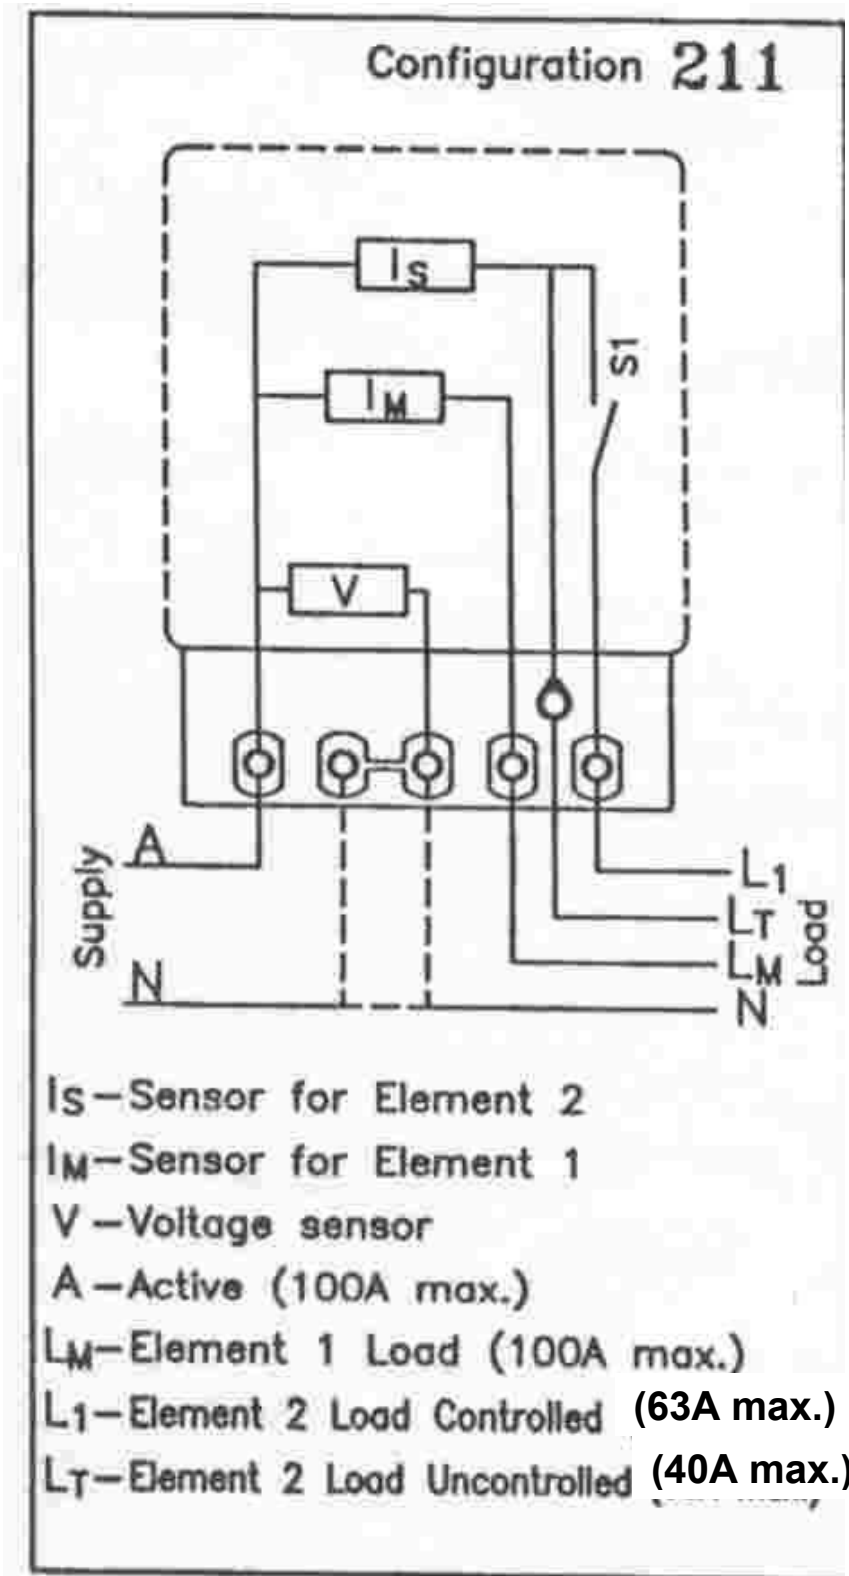 Configuration 211
IS
S1
IM
V
A
Supply
L1
LT
Load
LM
N
N
IS–Sensor for Element 2
IM–Sensor for Element 1
V–Voltage sensor
A–Active (100A max.)
LM–Element 1 Load (100A max.)
L1–Element 2 Load Controlled (63A max.)
LT–Element 2 Load Uncontrolled (40A max.)